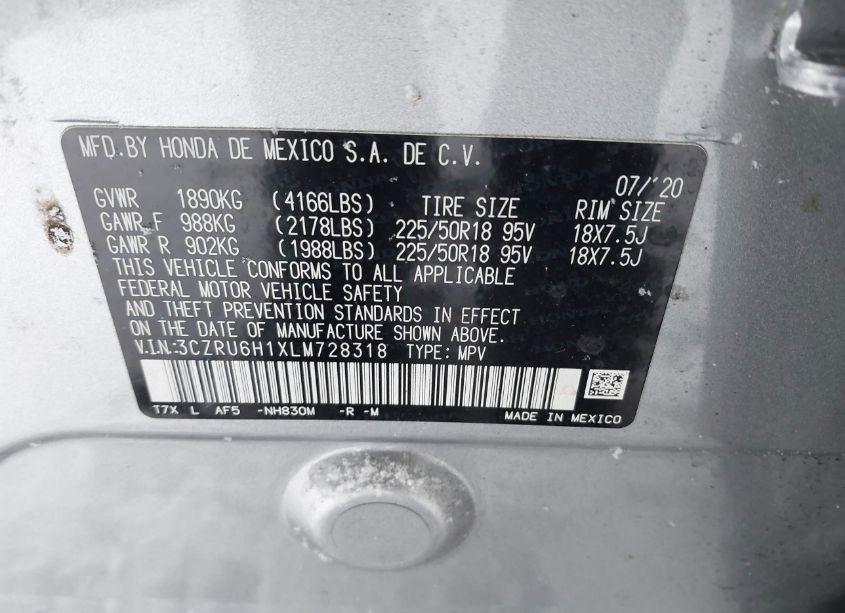 MFD.BY HONDA DE MEXICO S.A. DE C.V.
07/'20
GVWR 1890KG (4166LBS) TIRE SIZE RIM SIZE
GAWR F 988KG (2178LBS) 225/50R18 95V 18X7.5J
GAWR R 902KG (1988LBS) 225/50R18 95V 18X7.5J
THIS VEHICLE CONFORMS TO ALL APPLICABLE
FEDERAL MOTOR VEHICLE SAFETY
AND THEFT PREVENTION STANDARDS IN EFFECT
ON THE DATE OF MANUFACTURE SHOWN ABOVE.
V.I.N:3CZRU6H1XLM728318 TYPE: MPV
T7X L AF5 -NH830M -R -M MADE IN MEXICO